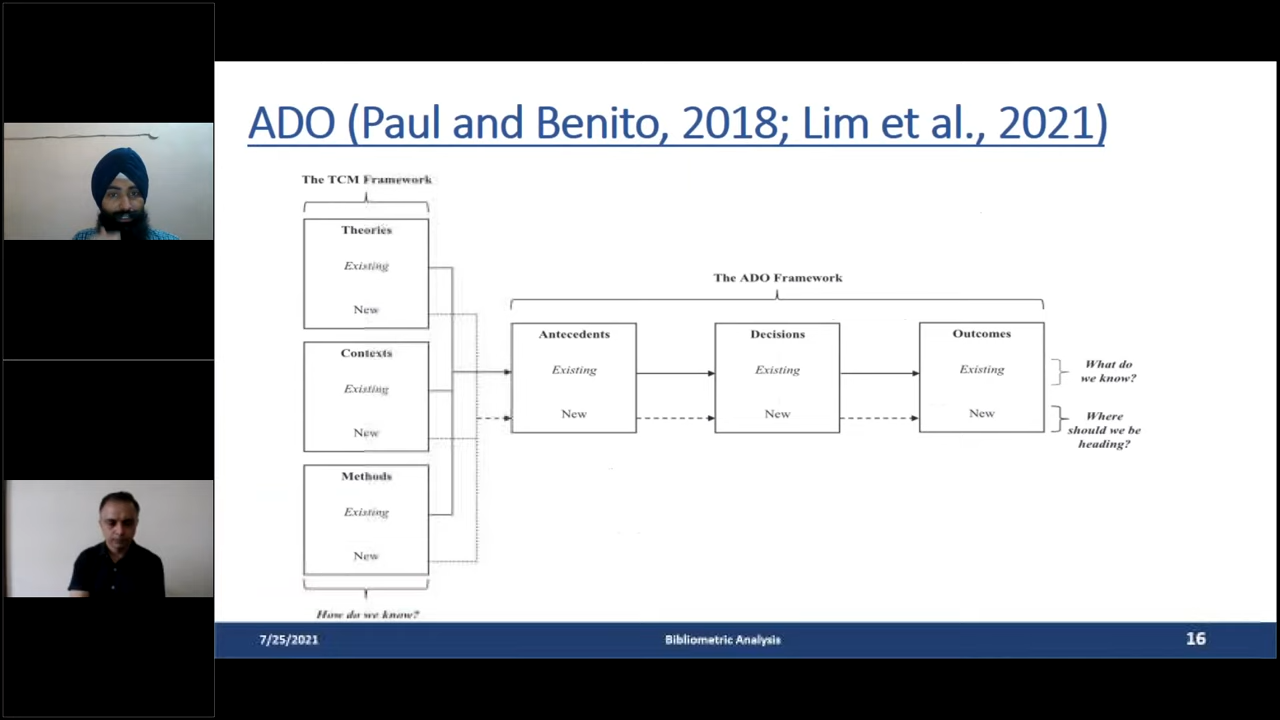 ADO (Paul and Benito, 2018; Lim et al., 2021)
The TCM Framework
Theories
Existing
New
Contexts
Existing
New
Methods
Existing
New
How do we know?
The ADO Framework
Antecedents
Existing
New
Decisions
Existing
New
Outcomes
Existing
New
What do
we know?
Where
should we be
heading?
7/25/2021
Bibliometric Analysis
16